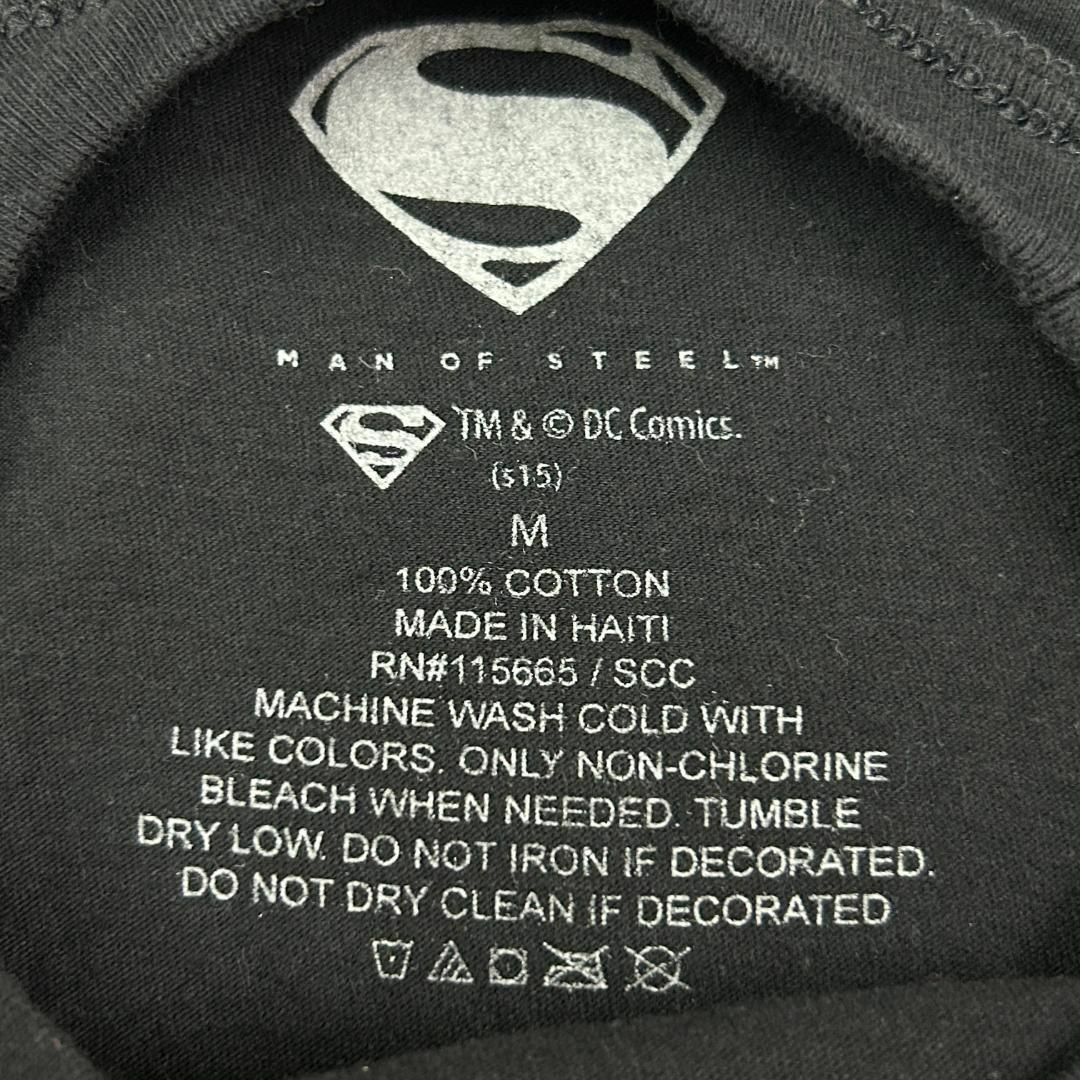 MAN OF STEEL™
TM & © DC Comics.
(s15)
M
100% COTTON
MADE IN HAITI
RN#115665 / SCC
MACHINE WASH COLD WITH
LIKE COLORS. ONLY NON-CHLORINE
BLEACH WHEN NEEDED. TUMBLE
DRY LOW. DO NOT IRON IF DECORATED.
DO NOT DRY CLEAN IF DECORATED